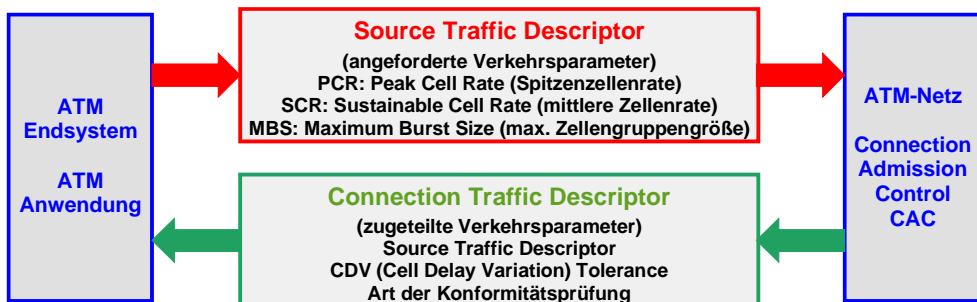 ATM
Endsystem
ATM
Anwendung
Source Traffic Descriptor
(angeforderte Verkehrsparameter)
PCR: Peak Cell Rate (Spitzenzellenrate)
SCR: Sustainable Cell Rate (mittlere Zellenrate)
MBS: Maximum Burst Size (max. Zellengruppengröße)
Connection Traffic Descriptor
(zugeteilte Verkehrsparameter)
Source Traffic Descriptor
CDV (Cell Delay Variation) Tolerance
Art der Konformitätsprüfung
ATM-Netz
Connection
Admission
Control
CAC